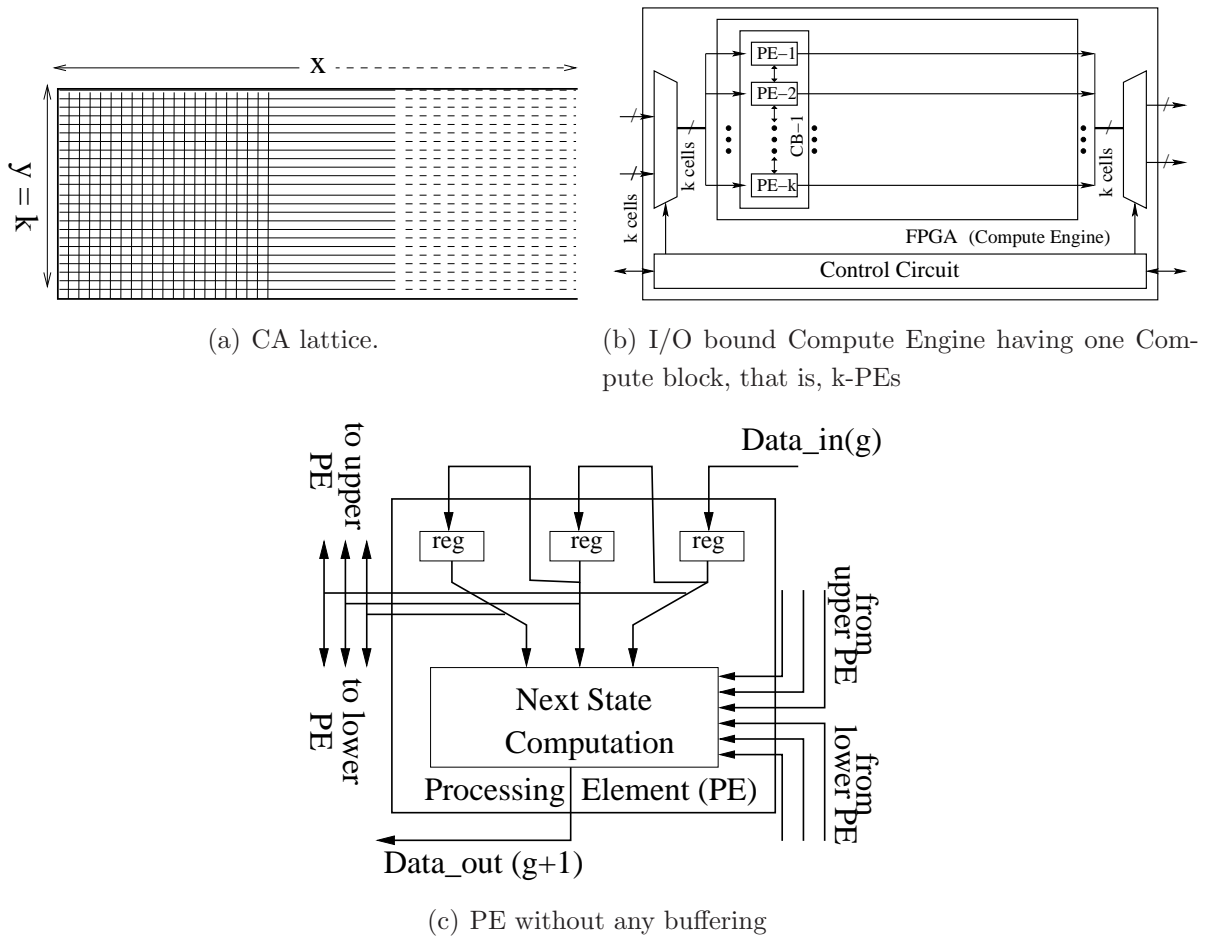 x
y = k
(a) CA lattice.
PE−1
PE−2
PE−k
CB−1
k cells
k cells
k cells
FPGA (Compute Engine)
Control Circuit
(b) I/O bound Compute Engine having one Com-
pute block, that is, k-PEs
Data_in(g)
to upper
PE
reg
reg
reg
from
upper PE
Next State
Computation
to lower
PE
from
lower PE
Processing Element (PE)
Data_out (g+1)
(c) PE without any buffering